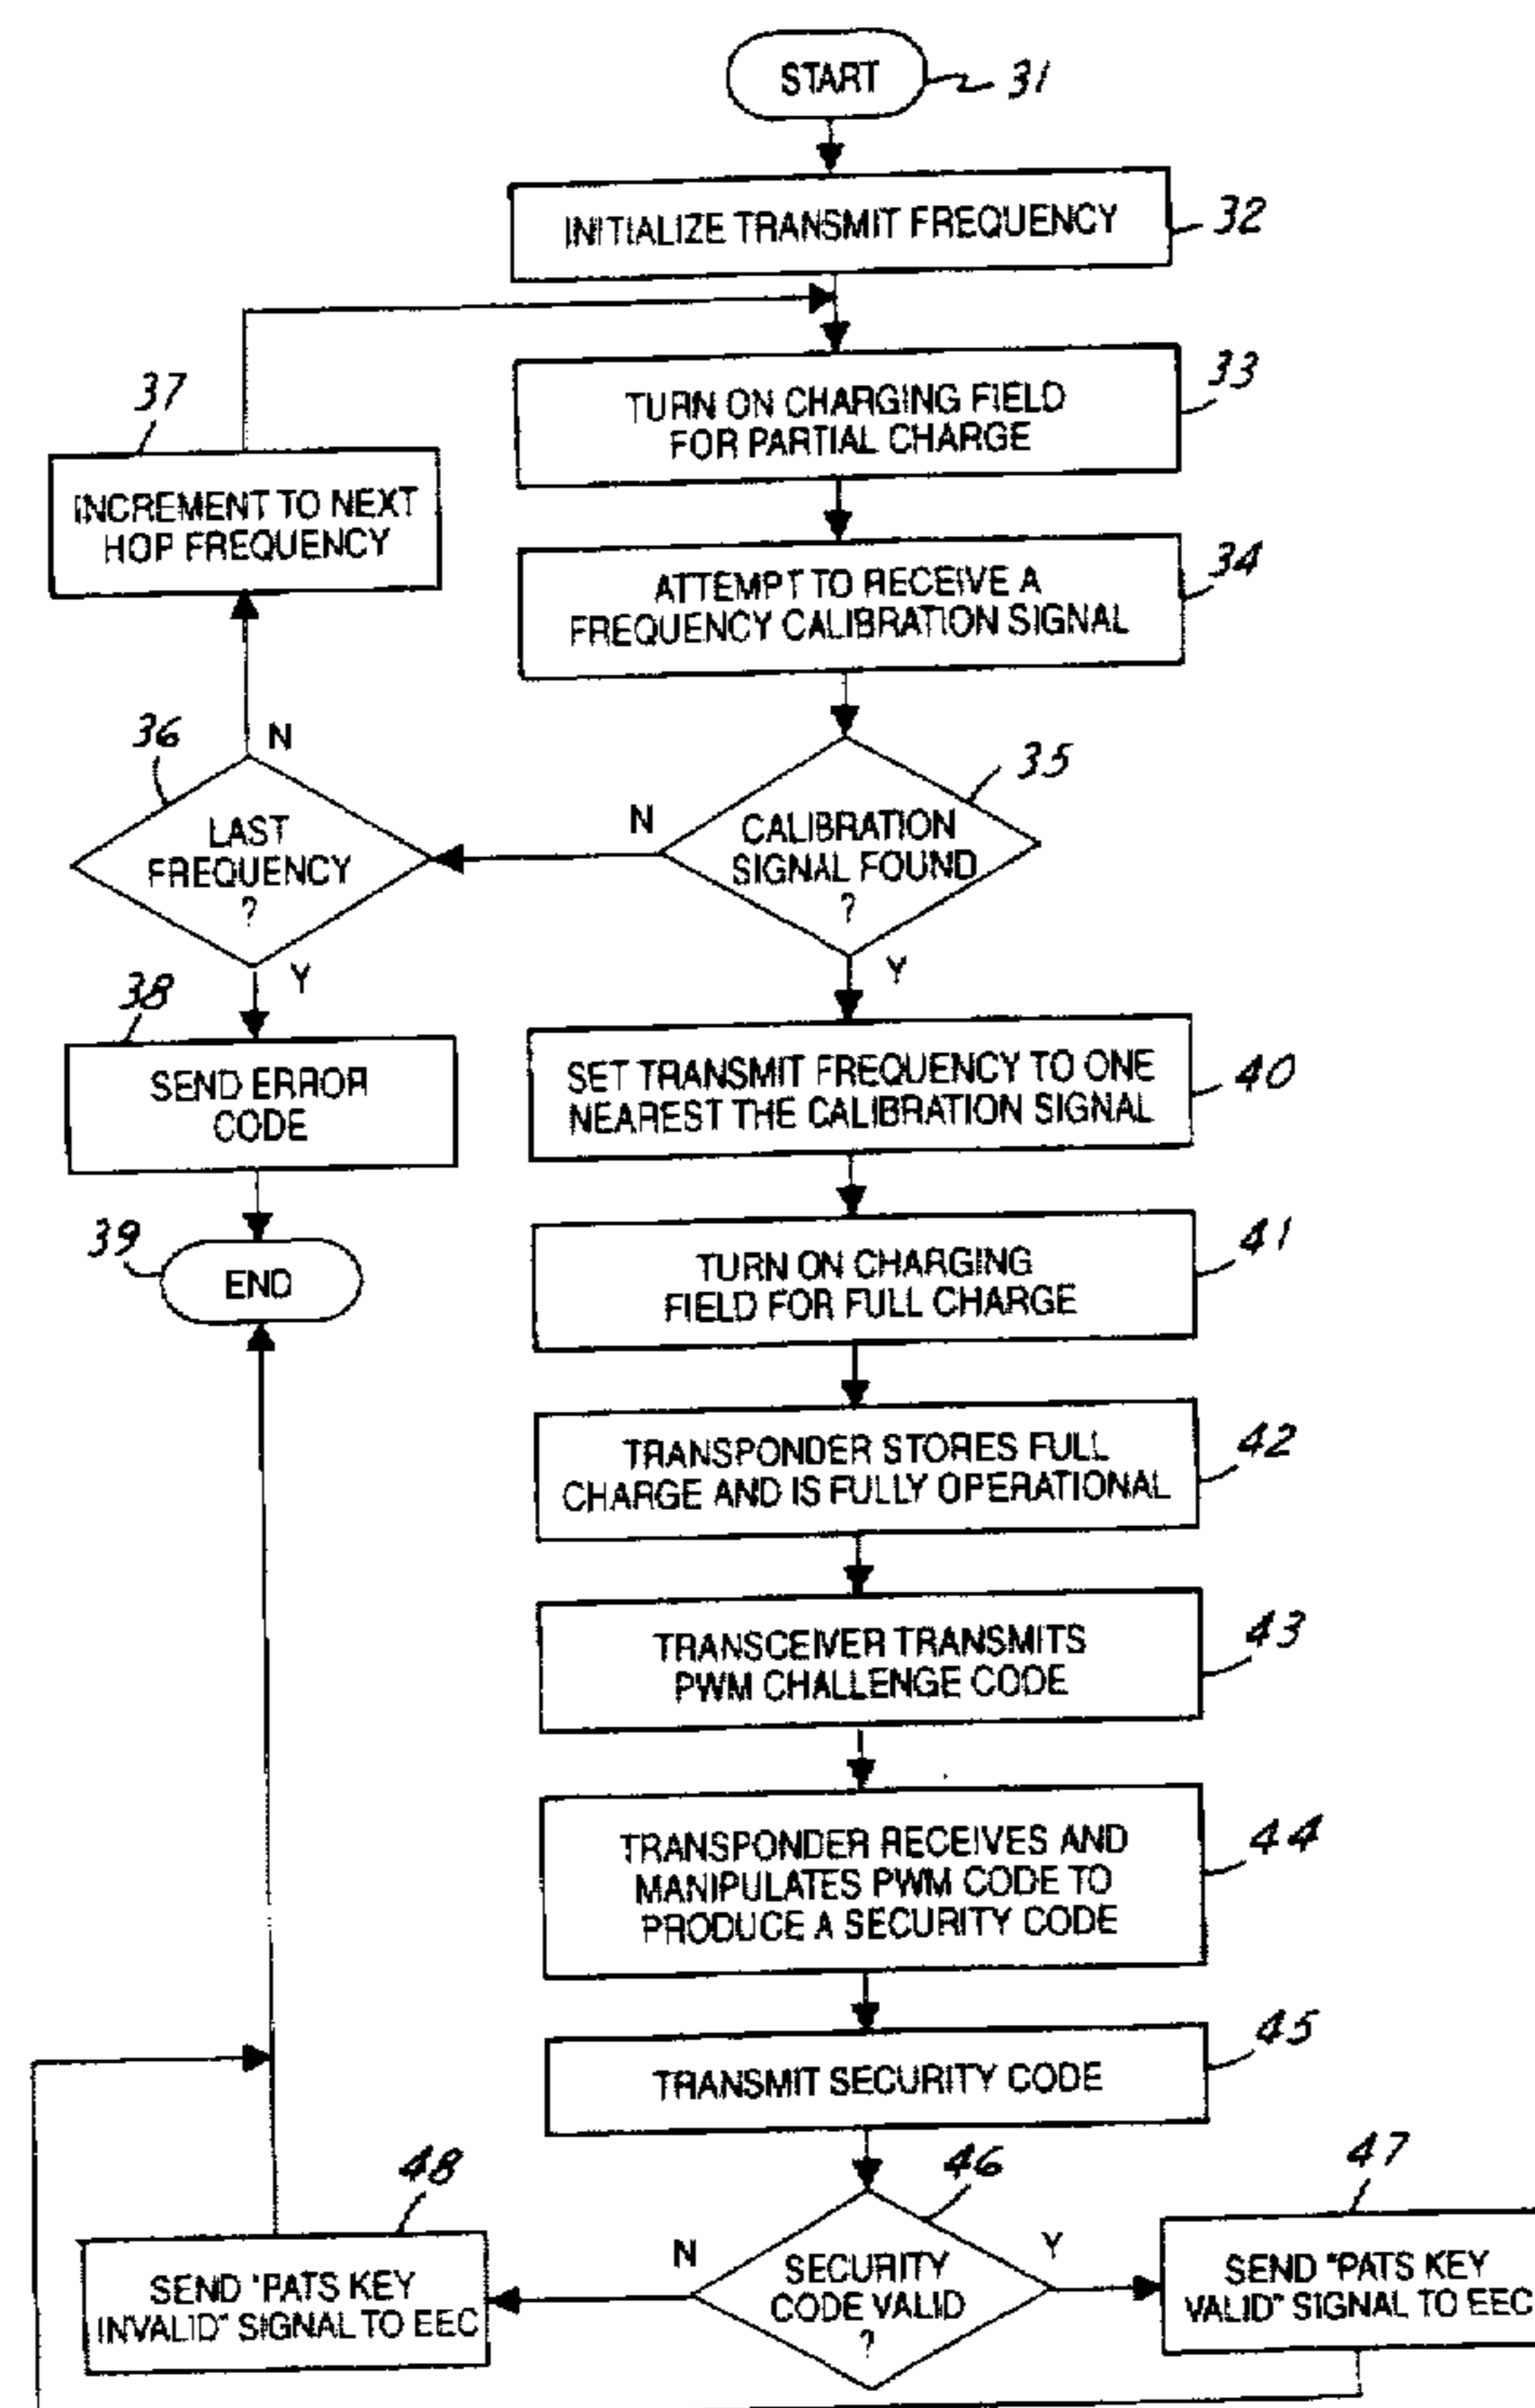 START
31
INITIALIZE TRANSMIT FREQUENCY
32
TURN ON CHARGING FIELD
FOR PARTIAL CHARGE
33
37
INCREMENT TO NEXT
HOP FREQUENCY
ATTEMPT TO RECEIVE A
FREQUENCY CALIBRATION SIGNAL
34
36
N
LAST
FREQUENCY
?
Y
N
35
CALIBRATION
SIGNAL FOUND
?
Y
38
SEND ERROR
CODE
39
END
SET TRANSMIT FREQUENCY TO ONE
NEAREST THE CALIBRATION SIGNAL
40
TURN ON CHARGING
FIELD FOR FULL CHARGE
41
TRANSPONDER STORES FULL
CHARGE AND IS FULLY OPERATIONAL
42
TRANSCEIVER TRANSMITS
PWM CHALLENGE CODE
43
TRANSPONDER RECEIVES AND
MANIPULATES PWM CODE TO
PRODUCE A SECURITY CODE
44
TRANSMIT SECURITY CODE
45
46
SECURITY
CODE VALID
?
N
Y
48
SEND "PATS KEY
INVALID" SIGNAL TO EEC
47
SEND "PATS KEY
VALID" SIGNAL TO EEC